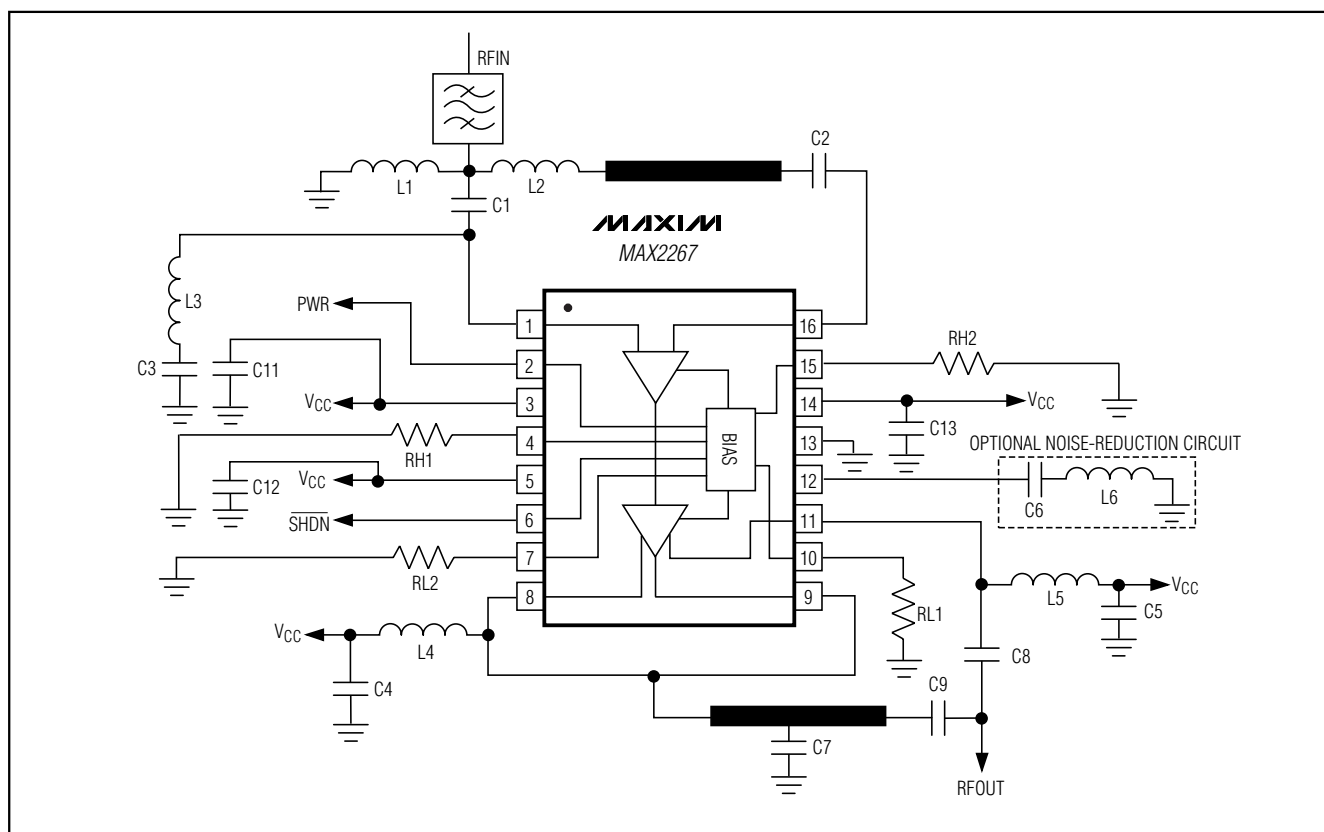 RFIN
C2
L1
L2
C1
MAXIM
MAX2267
L3
PWR
1
16
RH2
C3
C11
2
15
VCC
3
14
VCC
C13
RH1
4
BIAS
13
OPTIONAL NOISE-REDUCTION CIRCUIT
C12
VCC
5
12
C6
L6
SHDN
6
11
RL2
7
10
8
9
RL1
L5
VCC
C5
VCC
L4
C8
C4
C9
C7
RFOUT